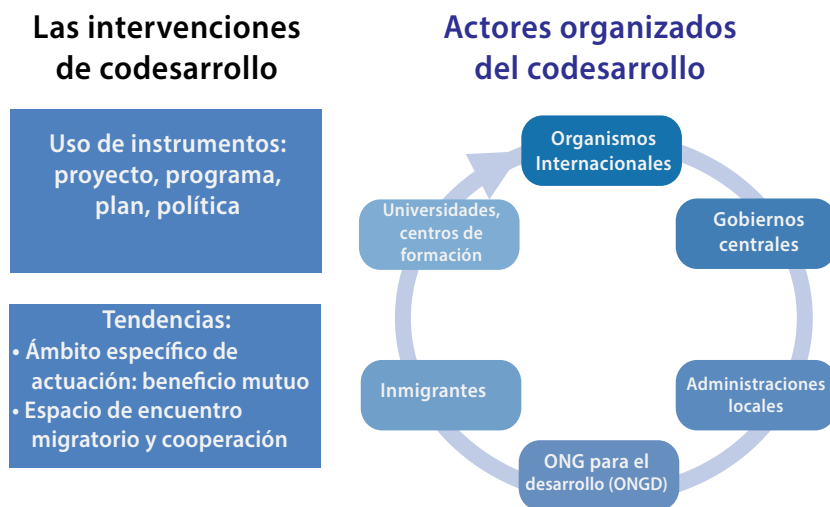 Las intervenciones
de codesarrollo
Uso de instrumentos:
proyecto, programa,
plan, política
Tendencias:
• Ámbito específico de
actuación: beneficio mutuo
• Espacio de encuentro
migratorio y cooperación
Actores organizados
del codesarrollo
Organismos
Internacionales
Gobiernos
centrales
Administraciones
locales
ONG para el
desarrollo (ONGD)
Inmigrantes
Universidades,
centros de
formación